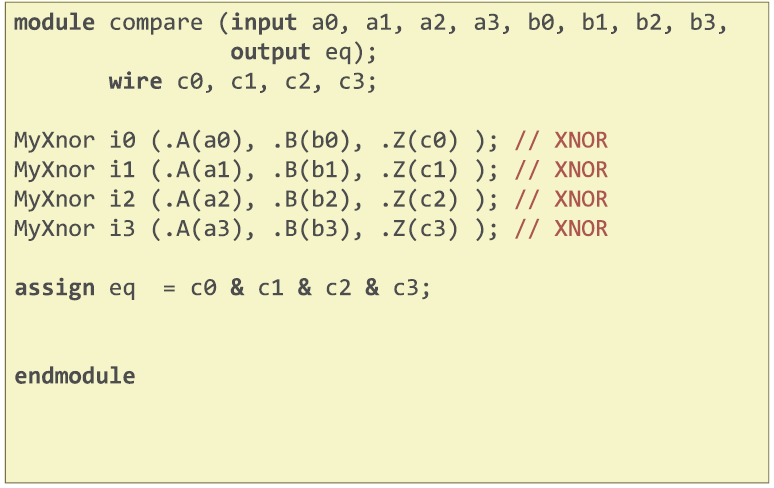 module compare (input a0, a1, a2, a3, b0, b1, b2, b3,
                output eq);
       wire c0, c1, c2, c3;

MyXnor i0 (.A(a0), .B(b0), .Z(c0) ); // XNOR
MyXnor i1 (.A(a1), .B(b1), .Z(c1) ); // XNOR
MyXnor i2 (.A(a2), .B(b2), .Z(c2) ); // XNOR
MyXnor i3 (.A(a3), .B(b3), .Z(c3) ); // XNOR

assign eq  = c0 & c1 & c2 & c3;

endmodule